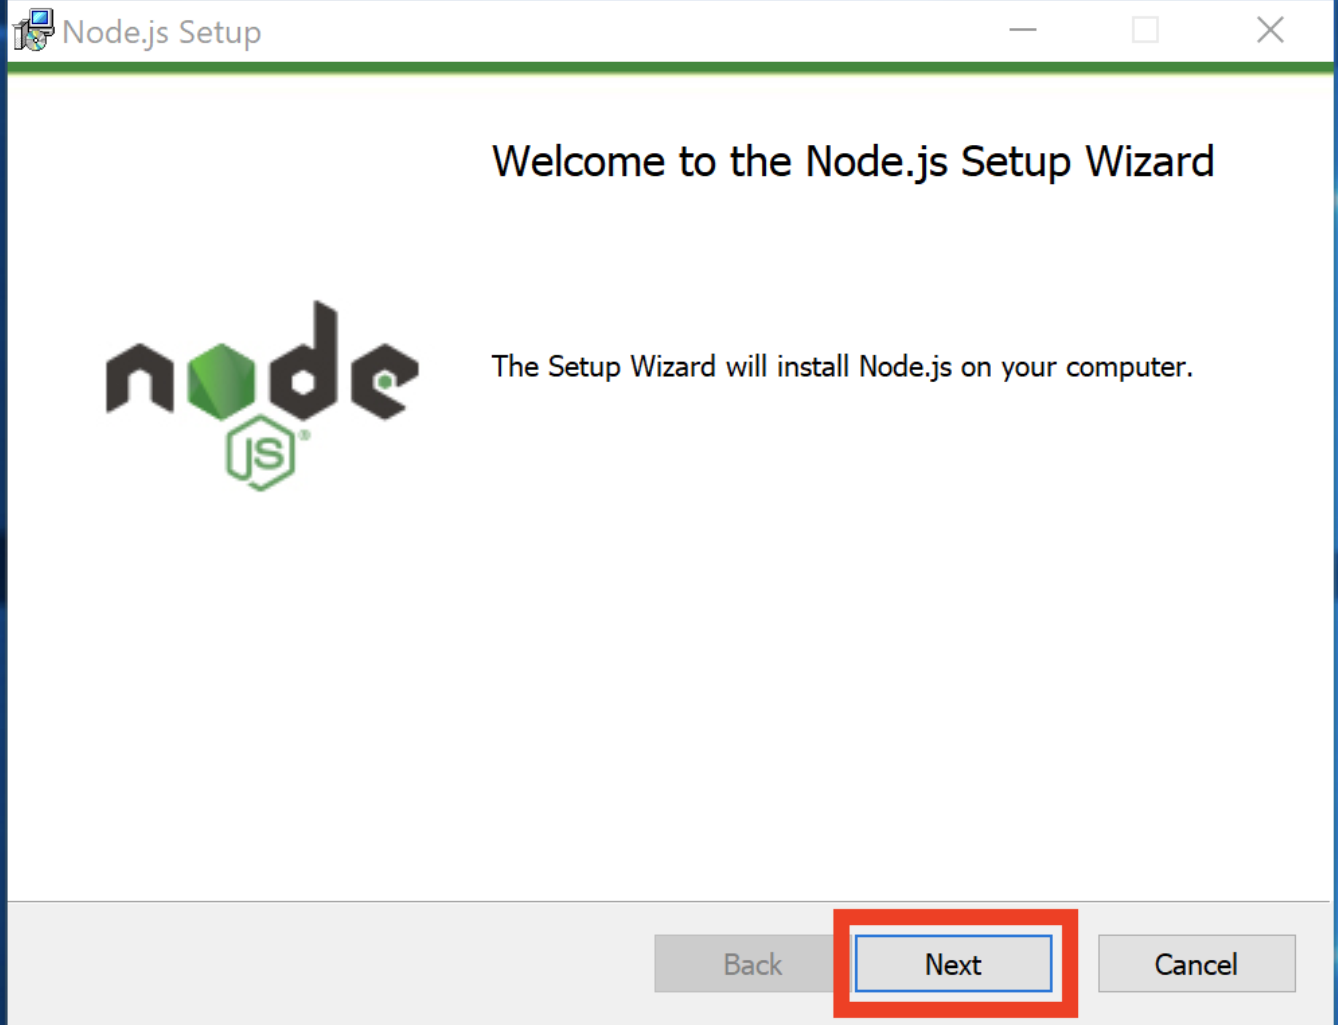 Node.js Setup
Welcome to the Node.js Setup Wizard
The Setup Wizard will install Node.js on your computer.
node
JS®
Back
Next
Cancel